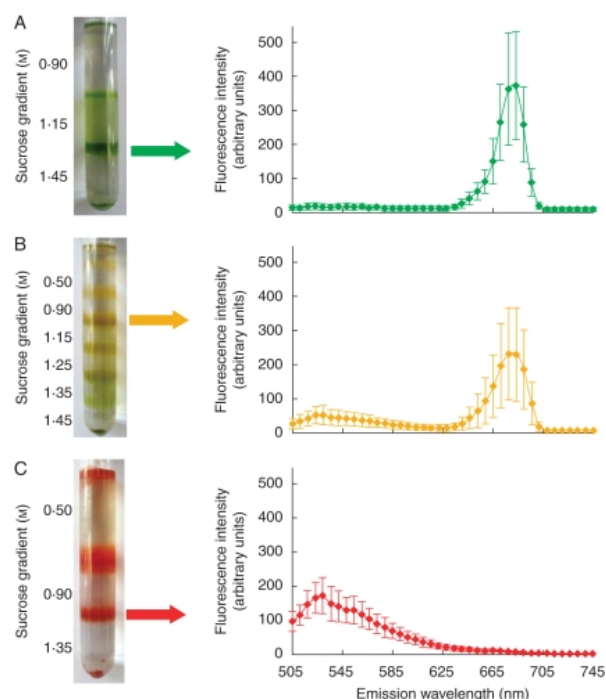 A
Sucrose gradient (M)
0·90
1·15
1·45
Fluorescence intensity
(arbitrary units)
500
400
300
200
100
0
B
Sucrose gradient (M)
0·50
0·90
1·15
1·25
1·35
1·45
Fluorescence intensity
(arbitrary units)
500
400
300
200
100
0
C
Sucrose gradient (M)
0·50
0·90
1·35
Fluorescence intensity
(arbitrary units)
500
400
300
200
100
0
505 545 585 625 665 705 745
Emission wavelength (nm)